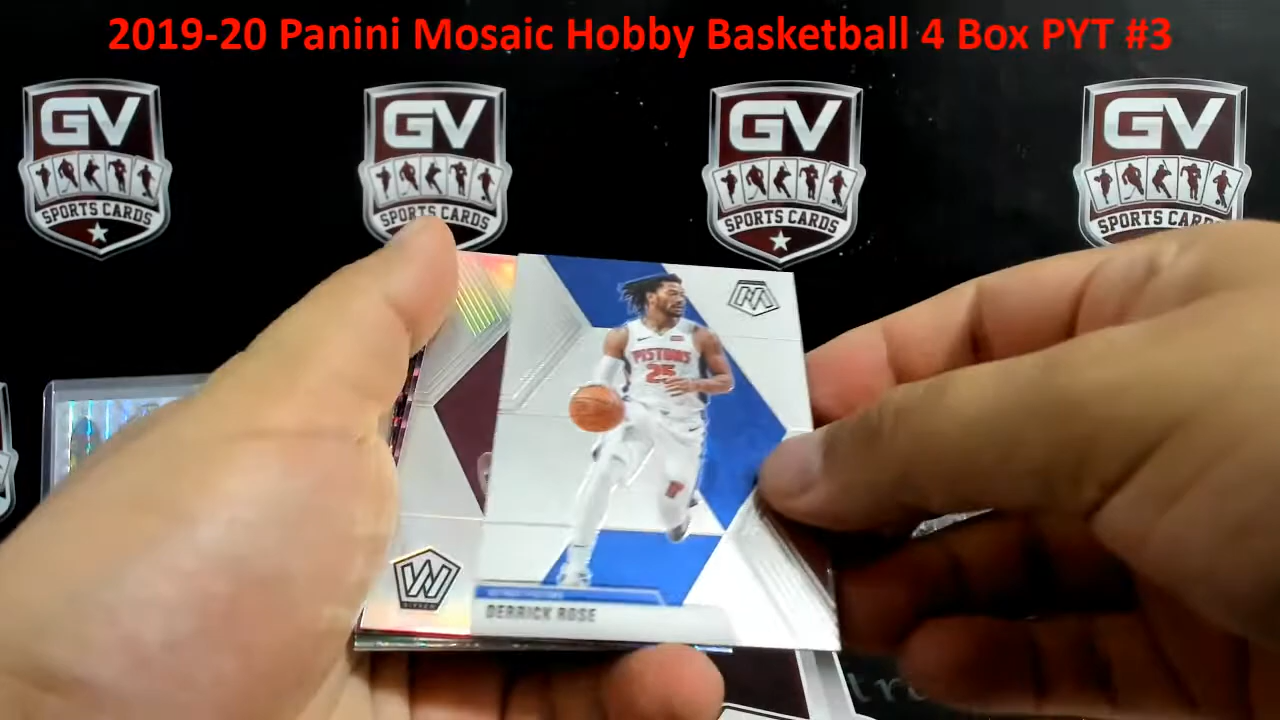 2019-20 Panini Mosaic Hobby Basketball 4 Box PYT #3
GV
SPORTS CARDS
GV
SPORTS CARDS
GV
SPORTS CARDS
GV
SPORTS CARDS
PISTONS
25
DERRICK ROSE